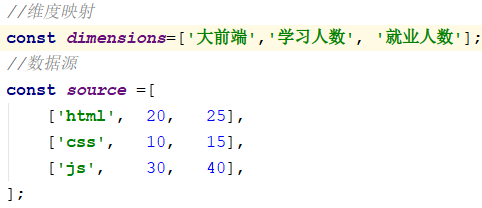 //维度映射
const dimensions=['大前端','学习人数', '就业人数'];
//数据源
const source =[
    ['html',   20,    25],
    ['css',    10,    15],
    ['js',     30,    40],
];